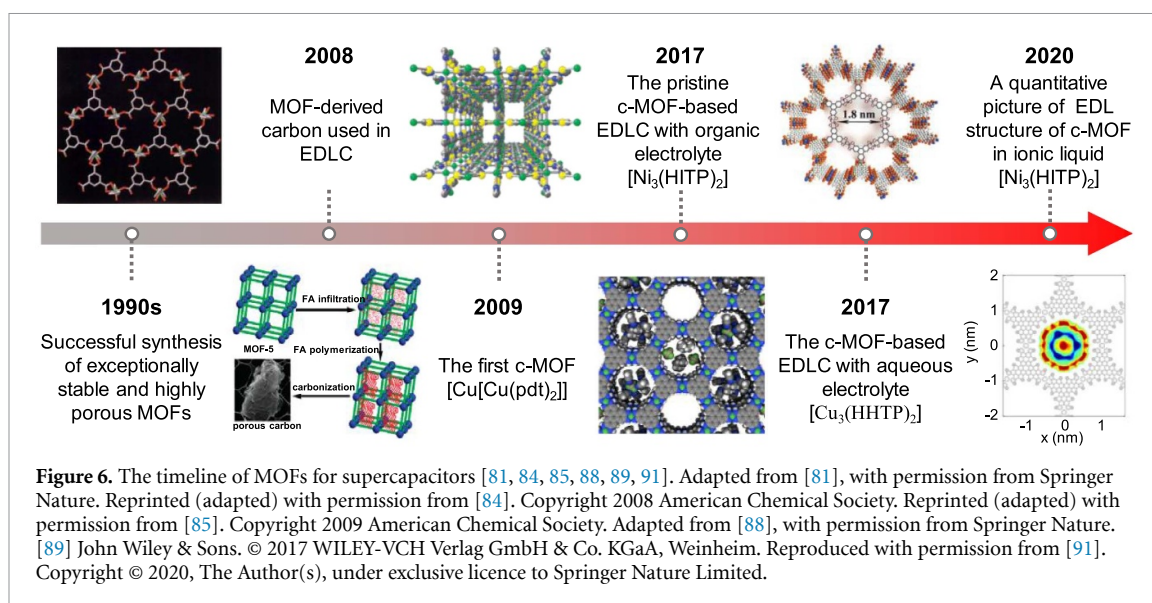 2008
MOF-derived
carbon used in
EDLC
2017
The pristine
c-MOF-based
EDLC with organic
electrolyte
[Ni₃(HITP)₂]
1.8 nm
2020
A quantitative
picture of EDL
structure of c-MOF
in ionic liquid
[Ni₃(HITP)₂]
1990s
Successful synthesis
of exceptionally
stable and highly
porous MOFs
FA infiltration
MOF-5
FA polymerization
carbonization
porous carbon
2009
The first c-MOF
[Cu[Cu(pdt)₂]]
2017
The c-MOF-based
EDLC with aqueous
electrolyte
[Cu₃(HHTP)₂]
y (nm)
2
1
0
-1
-2
-1 0 1
x (nm)
Figure 6. The timeline of MOFs for supercapacitors [81, 84, 85, 88, 89, 91]. Adapted from [81], with permission from Springer
Nature. Reprinted (adapted) with permission from [84]. Copyright 2008 American Chemical Society. Reprinted (adapted) with
permission from [85]. Copyright 2009 American Chemical Society. Adapted from [88], with permission from Springer Nature.
[89] John Wiley & Sons. © 2017 WILEY-VCH Verlag GmbH & Co. KGaA, Weinheim. Reproduced with permission from [91].
Copyright © 2020, The Author(s), under exclusive licence to Springer Nature Limited.